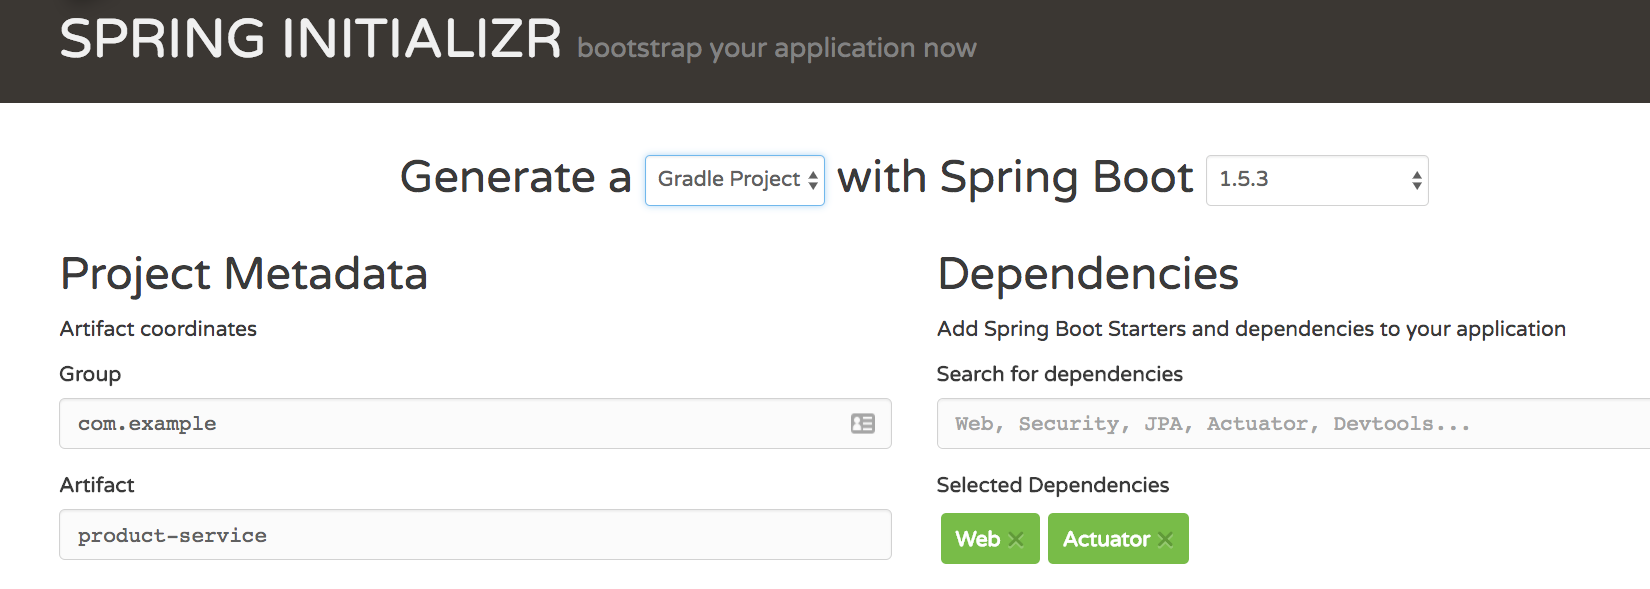 SPRING INITIALIZR bootstrap your application now
Generate a Gradle Project with Spring Boot 1.5.3
Project Metadata
Artifact coordinates
Group
com.example
Artifact
product-service
Dependencies
Add Spring Boot Starters and dependencies to your application
Search for dependencies
Web, Security, JPA, Actuator, Devtools...
Selected Dependencies
Web × Actuator ×